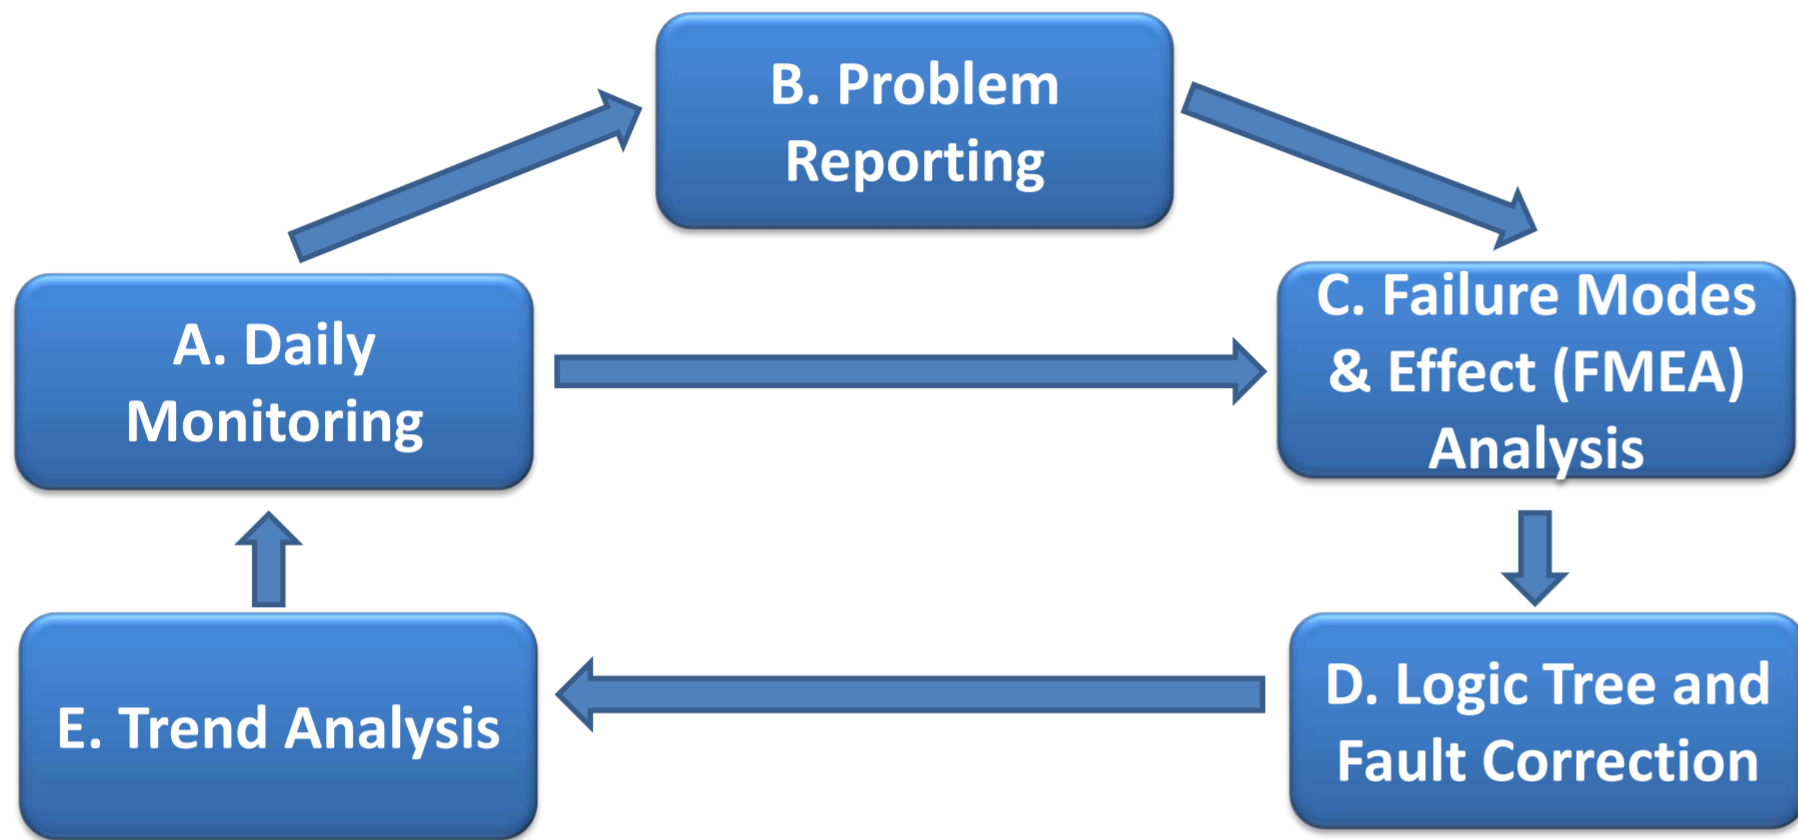 B. Problem
Reporting
A. Daily
Monitoring
C. Failure Modes
& Effect (FMEA)
Analysis
E. Trend Analysis
D. Logic Tree and
Fault Correction